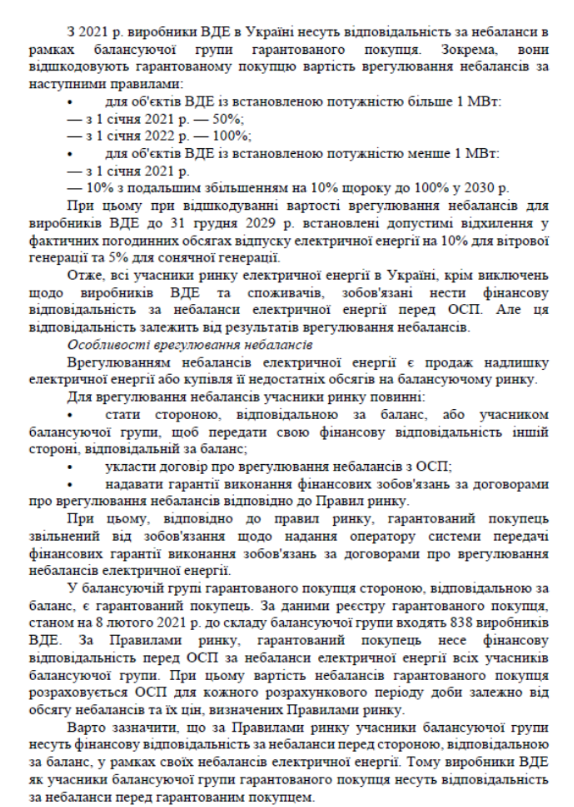 З 2021 р. виробники ВДЕ в Україні несуть відповідальність за небаланси в
рамках балансуючої групи гарантованого покупця. Зокрема, вони
відшкодовують гарантованому покупцю вартість врегулювання небалансів за
наступними правилами:
• для об'єктів ВДЕ із встановленою потужністю більше 1 МВт:
— з 1 січня 2021 р. — 50%;
— з 1 січня 2022 р. — 100%;
• для об'єктів ВДЕ із встановленою потужністю менше 1 МВт:
— з 1 січня 2021 р.
— 10% з подальшим збільшенням на 10% щороку до 100% у 2030 р.
При цьому при відшкодуванні вартості врегулювання небалансів для
виробників ВДЕ до 31 грудня 2029 р. встановлені допустимі відхилення у
фактичних погодинних обсягах відпуску електричної енергії на 10% для вітрової
генерації та 5% для сонячної генерації.
Отже, всі учасники ринку електричної енергії в Україні, крім виключень
щодо виробників ВДЕ та споживачів, зобов'язані нести фінансову
відповідальність за небаланси електричної енергії перед ОСП. Але ця
відповідальність залежить від результатів врегулювання небалансів.
Особливості врегулювання небалансів
Врегулюванням небалансів електричної енергії є продаж надлишку
електричної енергії або купівля її недостатніх обсягів на балансуючому ринку.
Для врегулювання небалансів учасники ринку повинні:
• стати стороною, відповідальною за баланс, або учасником
балансуючої групи, щоб передати свою фінансову відповідальність іншій
стороні, відповідальній за баланс;
• укласти договір про врегулювання небалансів з ОСП;
• надавати гарантії виконання фінансових зобов'язань за договорами
про врегулювання небалансів відповідно до Правил ринку.
При цьому, відповідно до правил ринку, гарантований покупець
звільнений від зобов'язання щодо надання оператору системи передачі
фінансових гарантії виконання зобов'язань за договорами про врегулювання
небалансів електричної енергії.
У балансуючій групі гарантованого покупця стороною, відповідальною за
баланс, є гарантований покупець. За даними реєстру гарантованого покупця,
станом на 8 лютого 2021 р. до складу балансуючої групи входять 838 виробників
ВДЕ. За Правилами ринку, гарантований покупець несе фінансову
відповідальність перед ОСП за небаланси електричної енергії всіх учасників
балансуючої групи. При цьому вартість небалансів гарантованого покупця
розраховується ОСП для кожного розрахункового періоду доби залежно від
обсягу небалансів та їх цін, визначених Правилами ринку.
Варто зазначити, що за Правилами ринку учасники балансуючої групи
несуть фінансову відповідальність за небаланси перед стороною, відповідальною
за баланс, у рамках своїх небалансів електричної енергії. Тому виробники ВДЕ
як учасники балансуючої групи гарантованого покупця несуть відповідальність
за небаланси перед гарантованим покупцем.